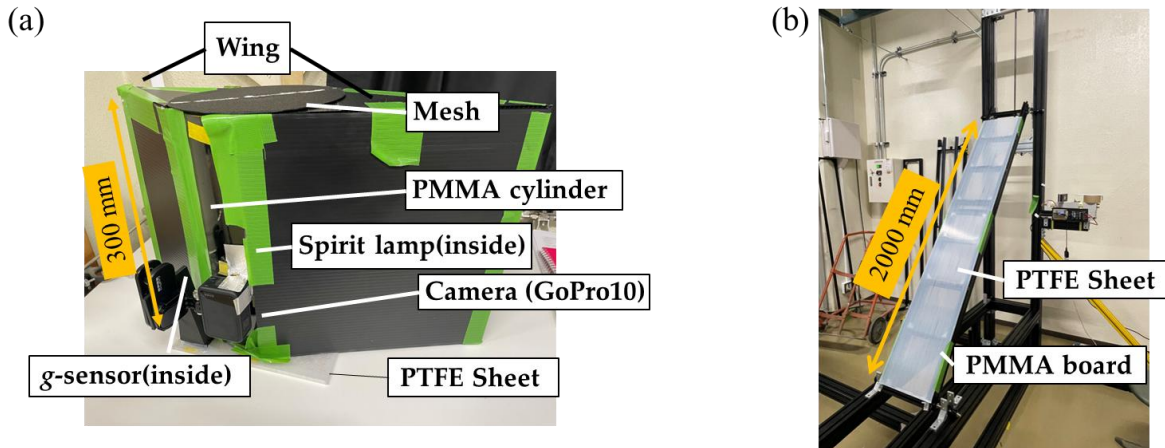 (a)
Wing
Mesh
PMMA cylinder
300 mm
Spirit lamp(inside)
Camera (GoPro10)
g-sensor(inside)
PTFE Sheet
(b)
2000 mm
PTFE Sheet
PMMA board